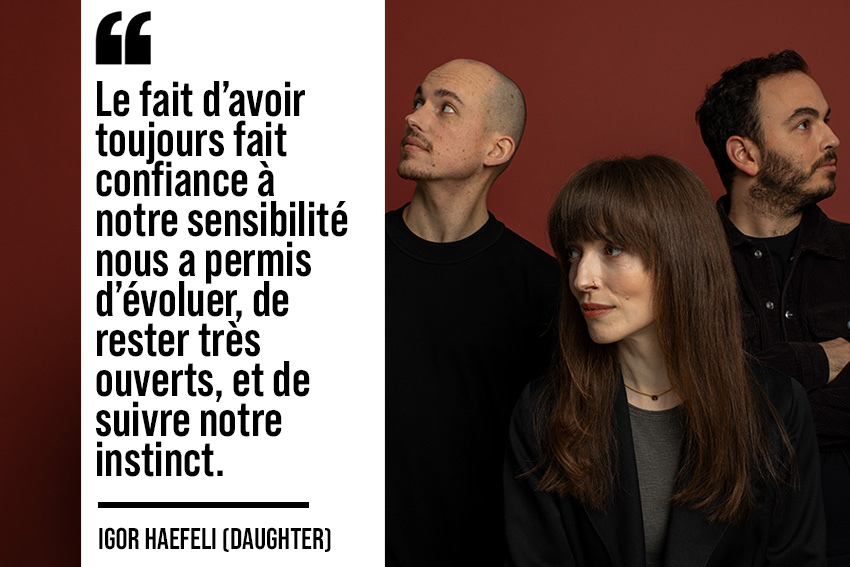 “
Le fait d’avoir
toujours fait
confiance à
notre sensibilité
nous a permis
d’évoluer, de
rester très
ouverts, et de
suivre notre
instinct.
IGOR HAEFELI (DAUGHTER)